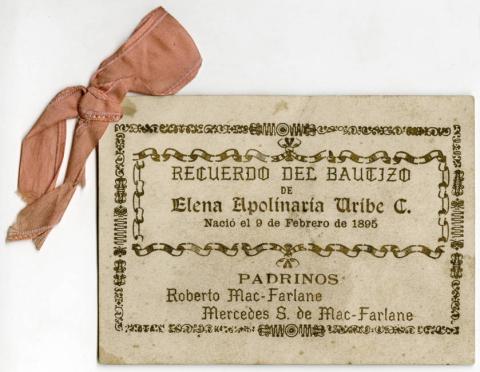 RECUERDO DEL BAUTIZO
DE
Elena Apolinaria Uribe C.
Nació el 9 de Febrero de 1895
PADRINOS
Roberto Mac-Farlane
Mercedes S. de Mac-Farlane